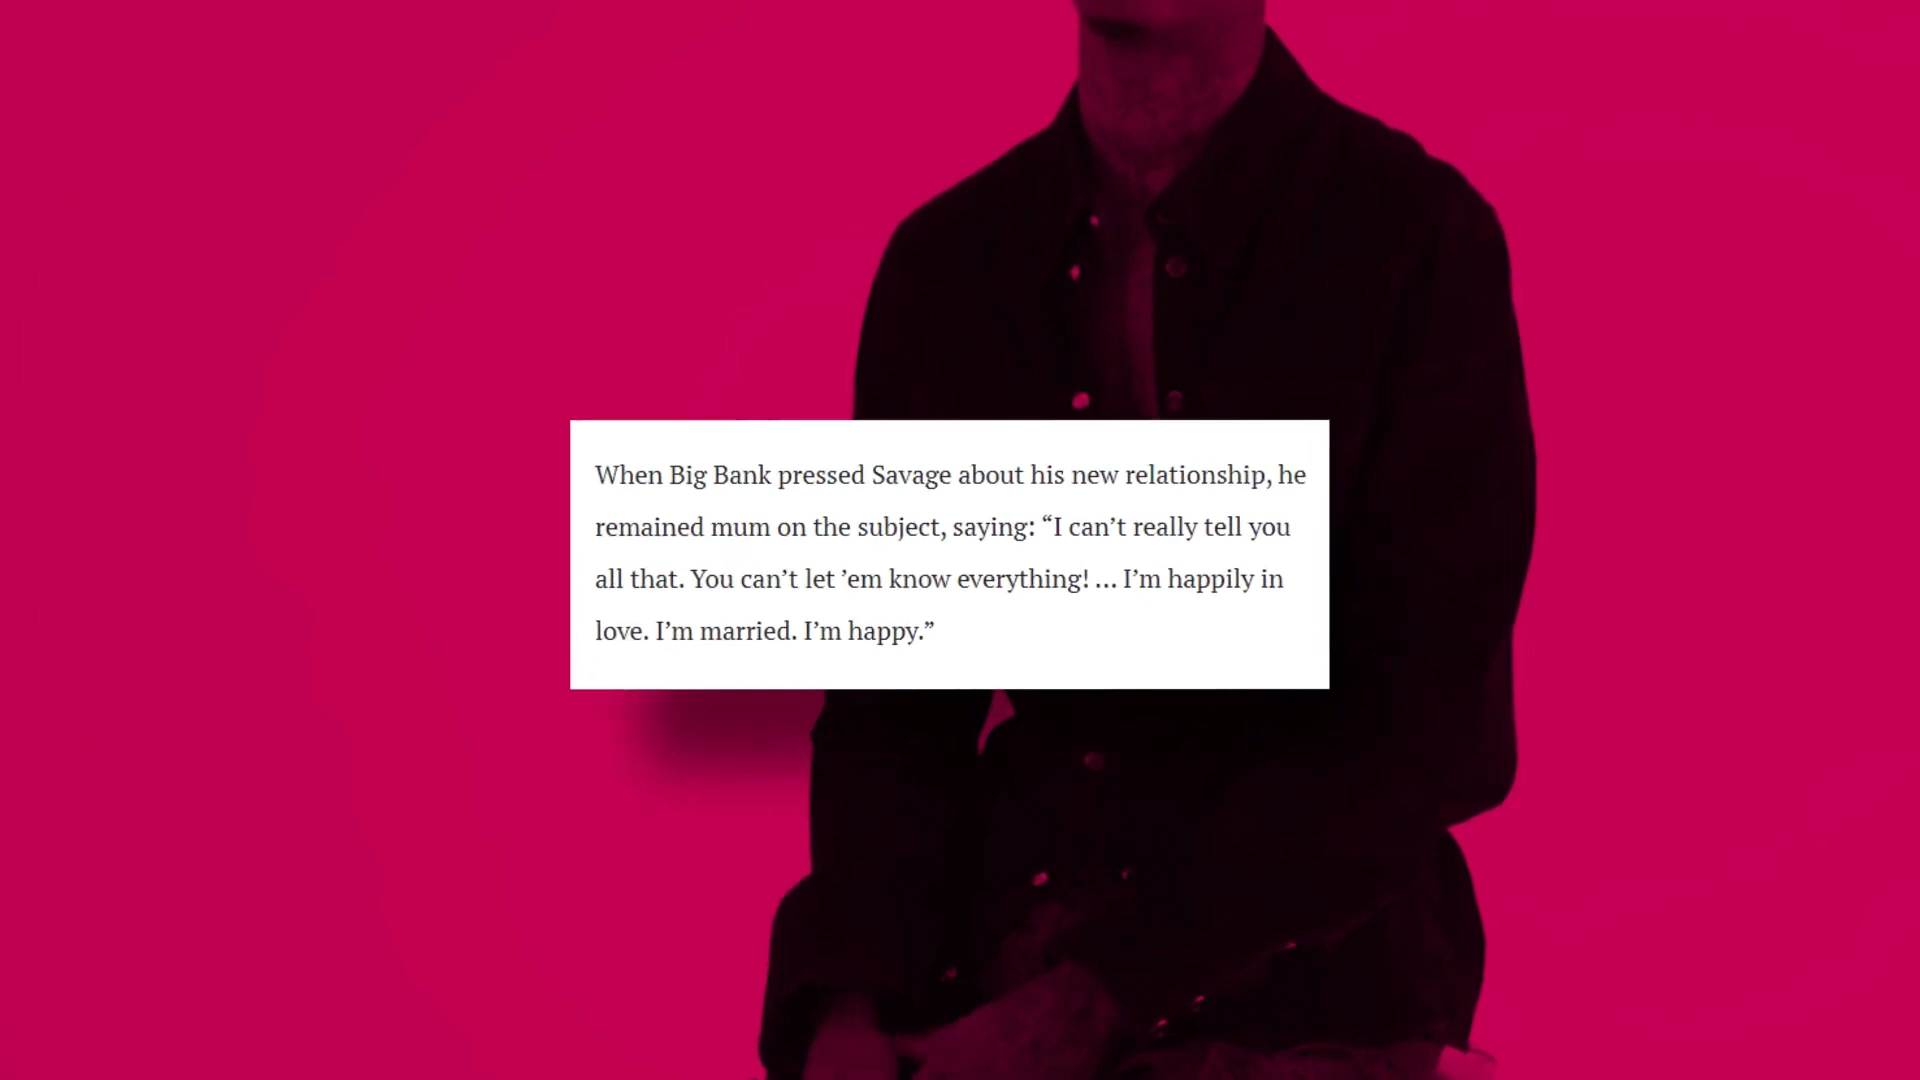 When Big Bank pressed Savage about his new relationship, he
remained mum on the subject, saying: “I can’t really tell you
all that. You can’t let ’em know everything! … I’m happily in
love. I’m married. I’m happy.”